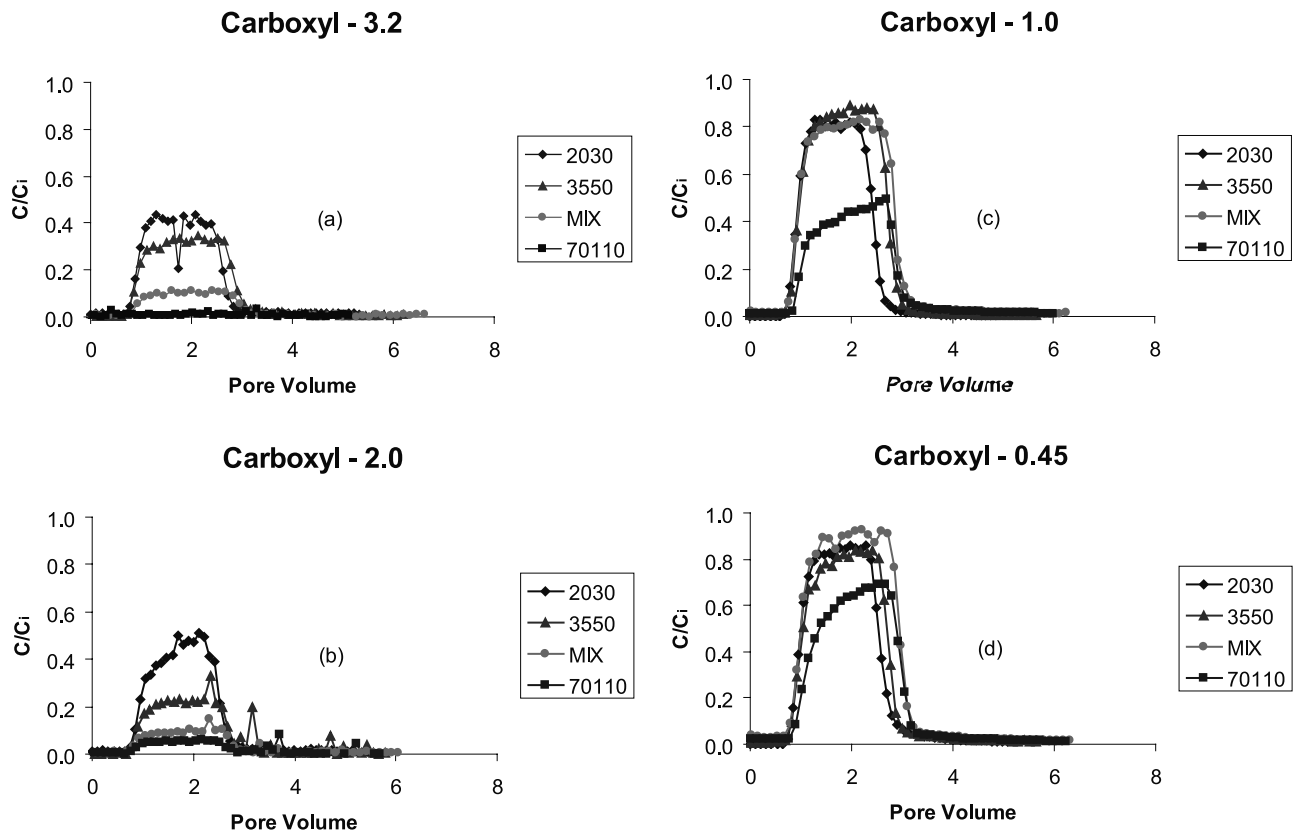 Carboxyl - 3.2
1.0
0.8
0.6
0.4
0.2
0.0
C/Ci
(a)
2030
3550
MIX
70110
0 2 4 6 8
Pore Volume
Carboxyl - 1.0
1.0
0.8
0.6
0.4
0.2
0.0
C/Ci
(c)
2030
3550
MIX
70110
0 2 4 6 8
Pore Volume
Carboxyl - 2.0
1.0
0.8
0.6
0.4
0.2
0.0
C/Ci
(b)
2030
3550
MIX
70110
0 2 4 6 8
Pore Volume
Carboxyl - 0.45
1.0
0.8
0.6
0.4
0.2
0.0
C/Ci
(d)
2030
3550
MIX
70110
0 2 4 6 8
Pore Volume